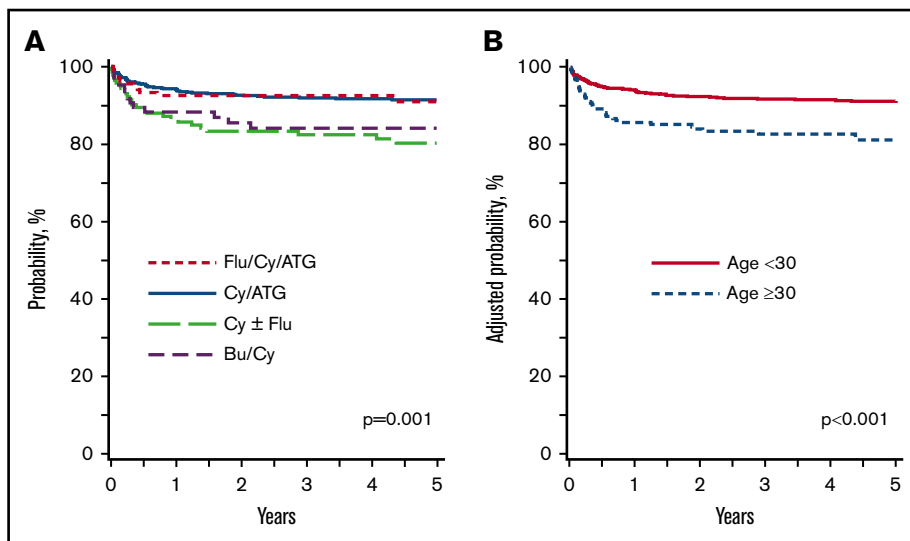 A
Probability, %
100
80
60
40
20
0
Flu/Cy/ATG
Cy/ATG
Cy ± Flu
Bu/Cy
p=0.001
0 1 2 3 4 5
Years
B
Adjusted probability, %
100
80
60
40
20
0
Age <30
Age ≥30
p<0.001
0 1 2 3 4 5
Years